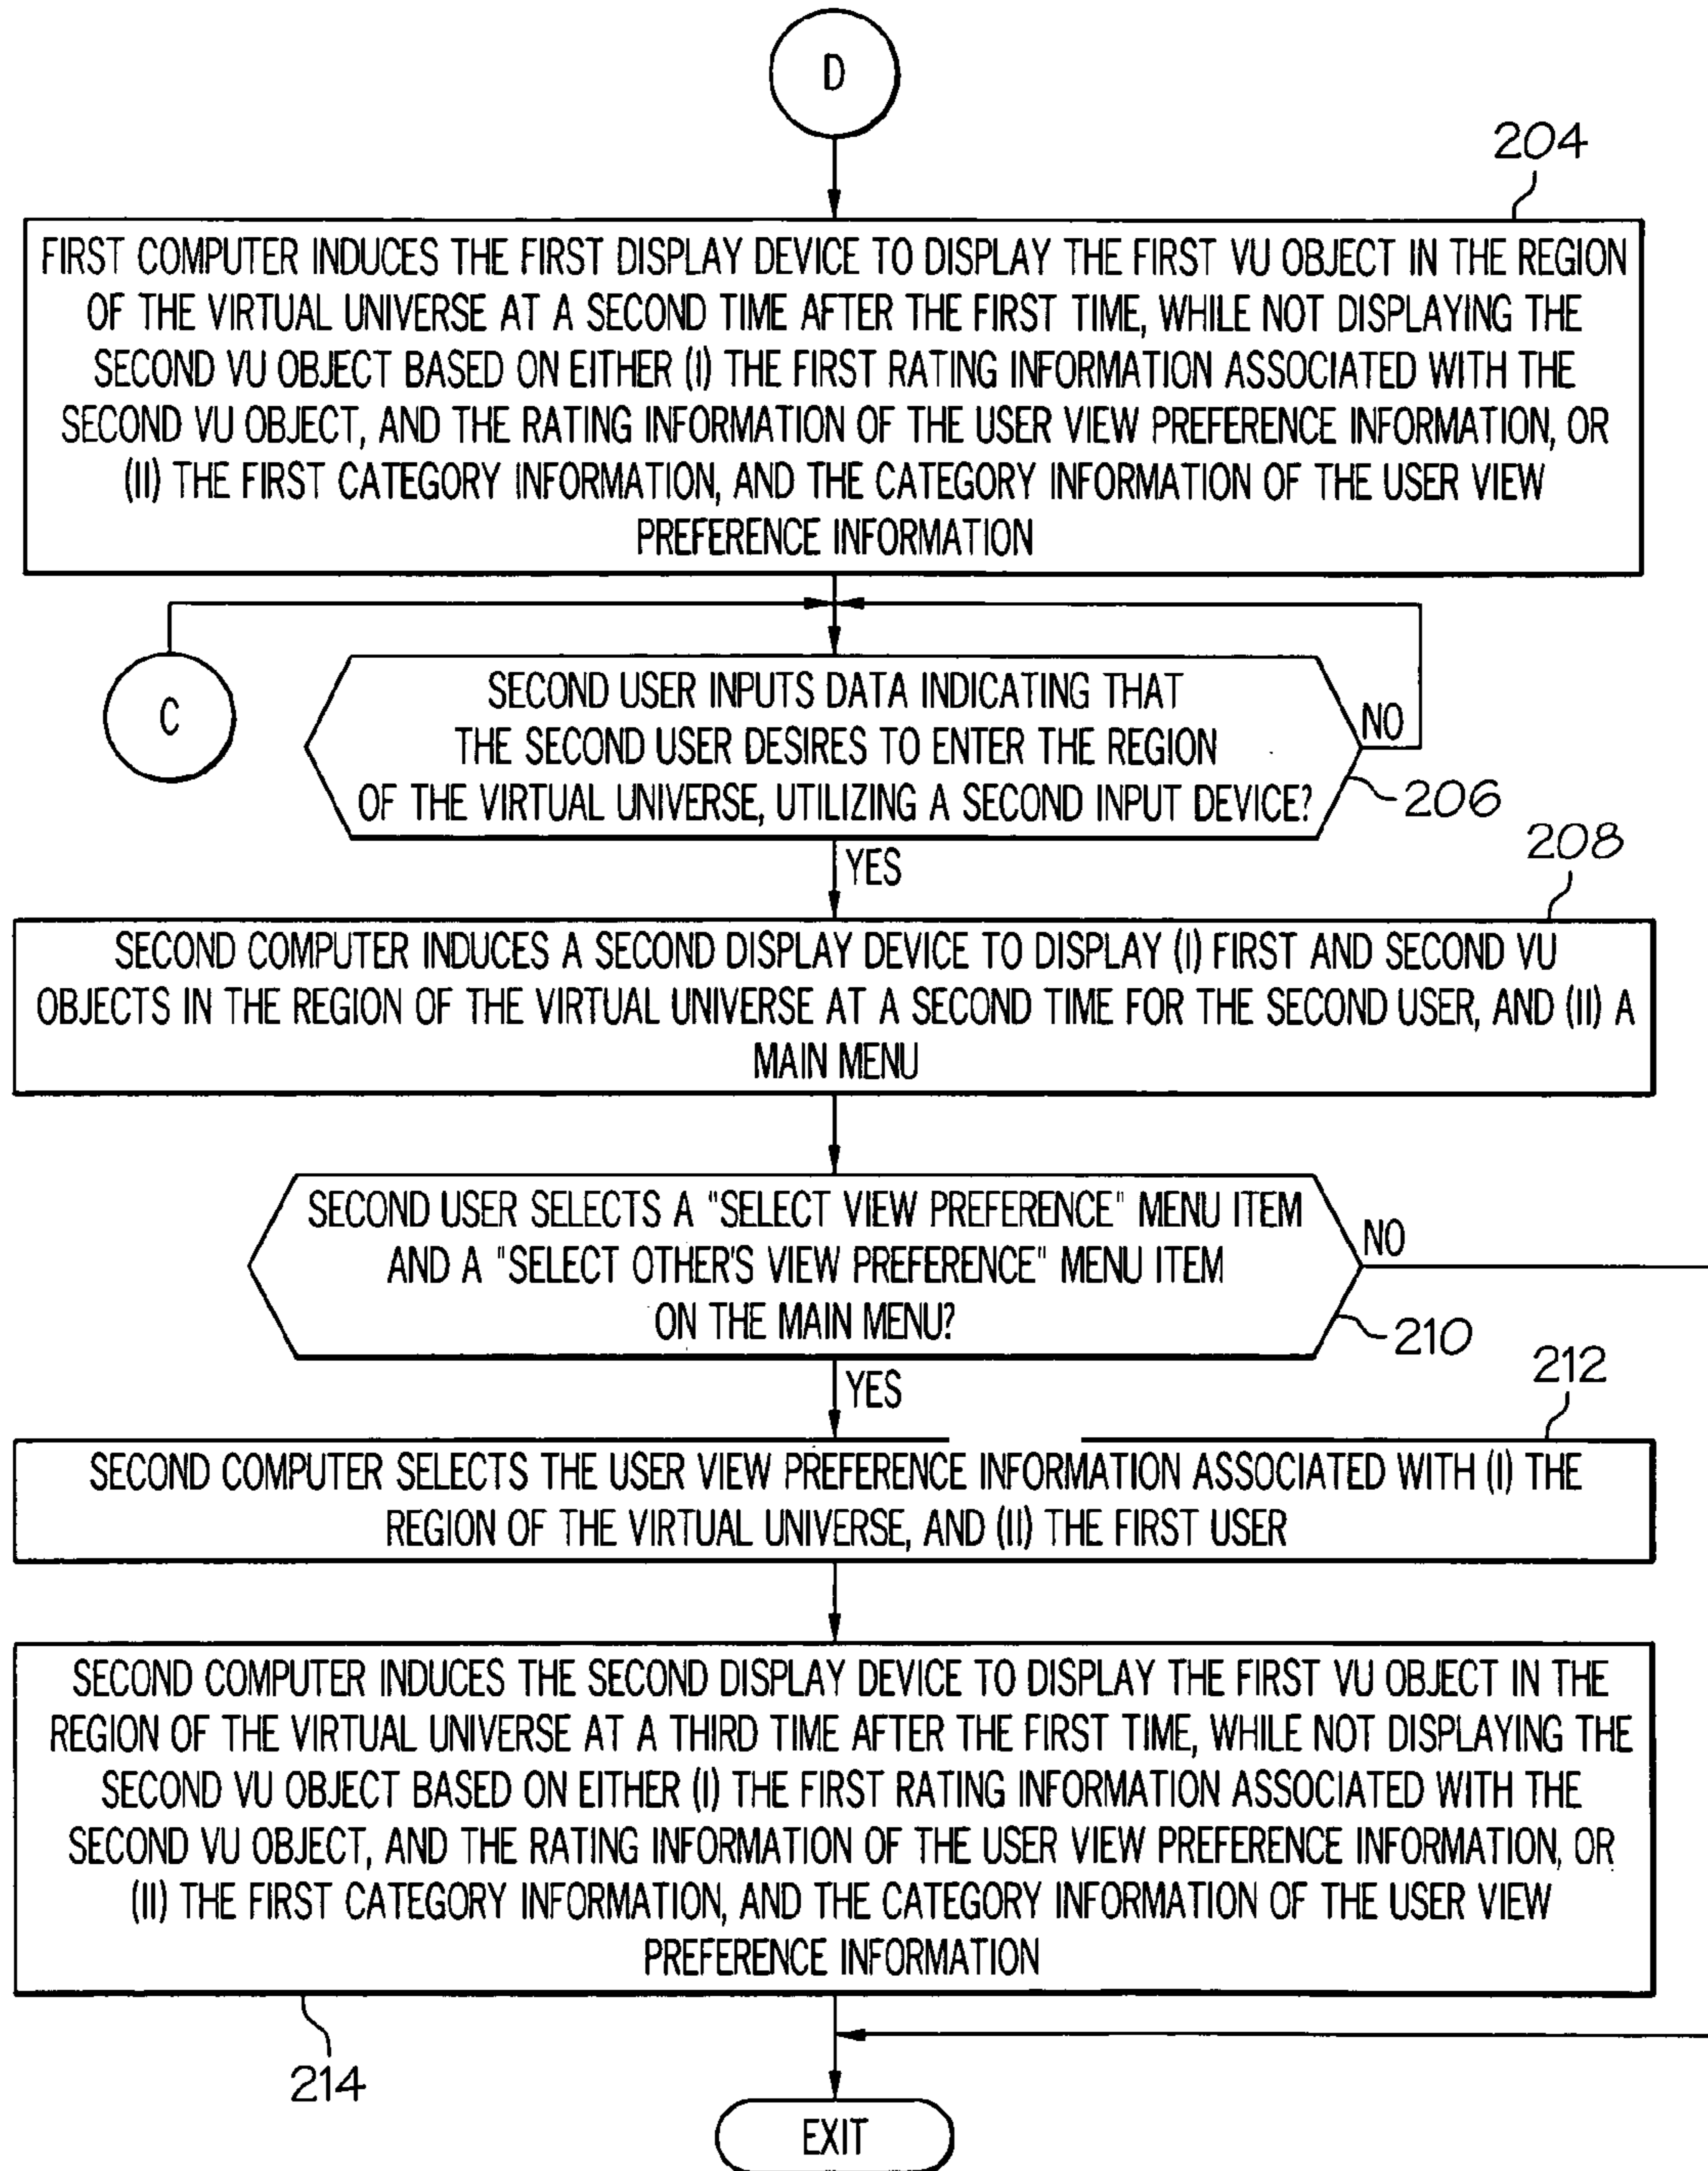 D
204
FIRST COMPUTER INDUCES THE FIRST DISPLAY DEVICE TO DISPLAY THE FIRST VU OBJECT IN THE REGION
OF THE VIRTUAL UNIVERSE AT A SECOND TIME AFTER THE FIRST TIME, WHILE NOT DISPLAYING THE
SECOND VU OBJECT BASED ON EITHER (I) THE FIRST RATING INFORMATION ASSOCIATED WITH THE
SECOND VU OBJECT, AND THE RATING INFORMATION OF THE USER VIEW PREFERENCE INFORMATION, OR
(II) THE FIRST CATEGORY INFORMATION, AND THE CATEGORY INFORMATION OF THE USER VIEW
PREFERENCE INFORMATION
C
SECOND USER INPUTS DATA INDICATING THAT
THE SECOND USER DESIRES TO ENTER THE REGION
OF THE VIRTUAL UNIVERSE, UTILIZING A SECOND INPUT DEVICE?
NO
206
YES
208
SECOND COMPUTER INDUCES A SECOND DISPLAY DEVICE TO DISPLAY (I) FIRST AND SECOND VU
OBJECTS IN THE REGION OF THE VIRTUAL UNIVERSE AT A SECOND TIME FOR THE SECOND USER, AND (II) A
MAIN MENU
SECOND USER SELECTS A "SELECT VIEW PREFERENCE" MENU ITEM
AND A "SELECT OTHER'S VIEW PREFERENCE" MENU ITEM
ON THE MAIN MENU?
NO
210
YES
212
SECOND COMPUTER SELECTS THE USER VIEW PREFERENCE INFORMATION ASSOCIATED WITH (I) THE
REGION OF THE VIRTUAL UNIVERSE, AND (II) THE FIRST USER
SECOND COMPUTER INDUCES THE SECOND DISPLAY DEVICE TO DISPLAY THE FIRST VU OBJECT IN THE
REGION OF THE VIRTUAL UNIVERSE AT A THIRD TIME AFTER THE FIRST TIME, WHILE NOT DISPLAYING THE
SECOND VU OBJECT BASED ON EITHER (I) THE FIRST RATING INFORMATION ASSOCIATED WITH THE
SECOND VU OBJECT, AND THE RATING INFORMATION OF THE USER VIEW PREFERENCE INFORMATION, OR
(II) THE FIRST CATEGORY INFORMATION, AND THE CATEGORY INFORMATION OF THE USER VIEW
PREFERENCE INFORMATION
214
EXIT